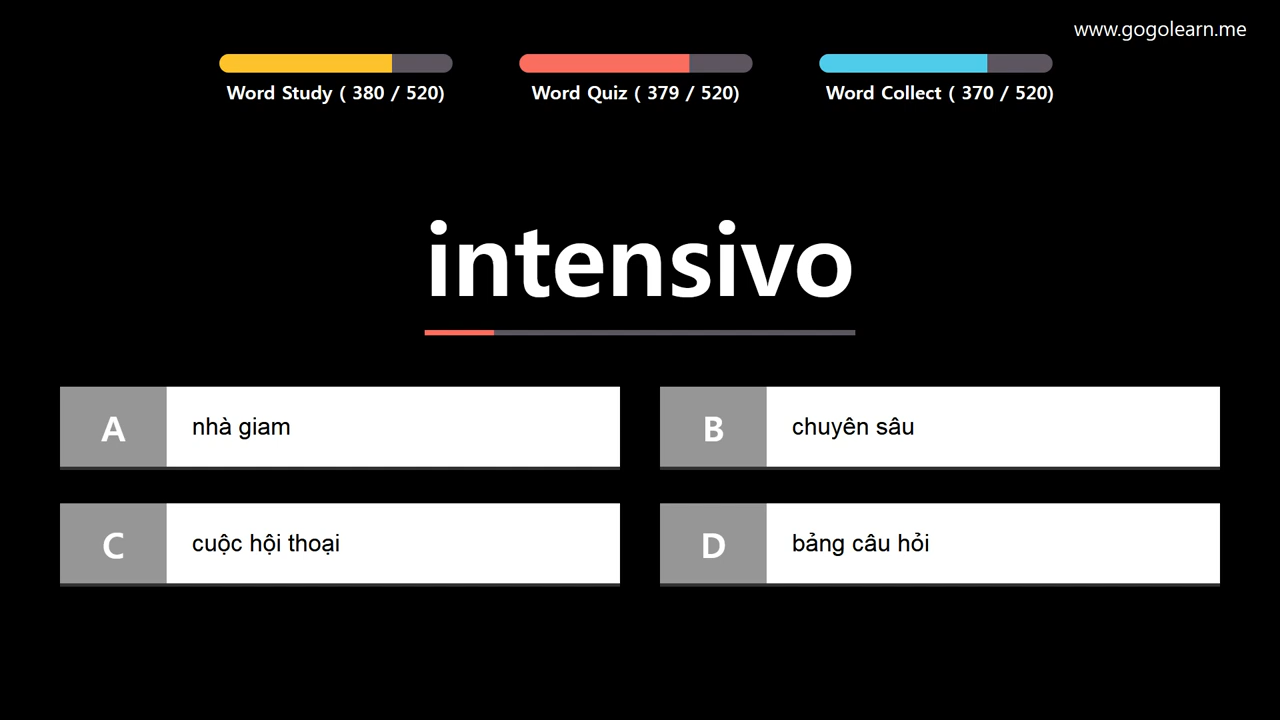 www.gogolearn.me
Word Study ( 380 / 520)
Word Quiz ( 379 / 520)
Word Collect ( 370 / 520)
intensivo
A nhà giam
B chuyên sâu
C cuộc hội thoại
D bảng câu hỏi